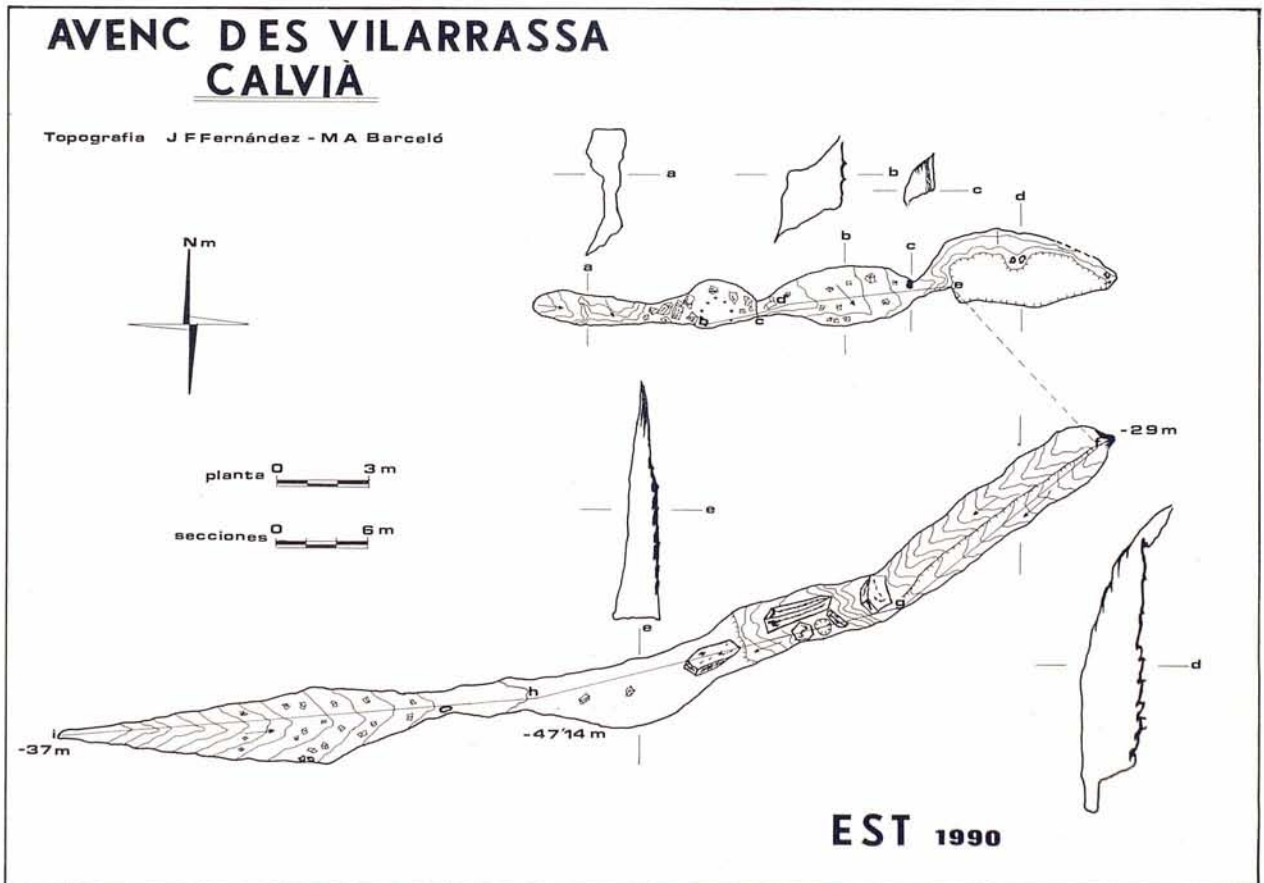 AVENC DES VILARRASSA
CALVIÀ
Topografia J F Fernández - M A Barceló
a
b
c
d
Nm
a
b
c
b
c
d
e
-29m
planta 0 3 m
secciones 0 6 m
e
g
e
d
h
i
-37m
-47'14 m
EST 1990